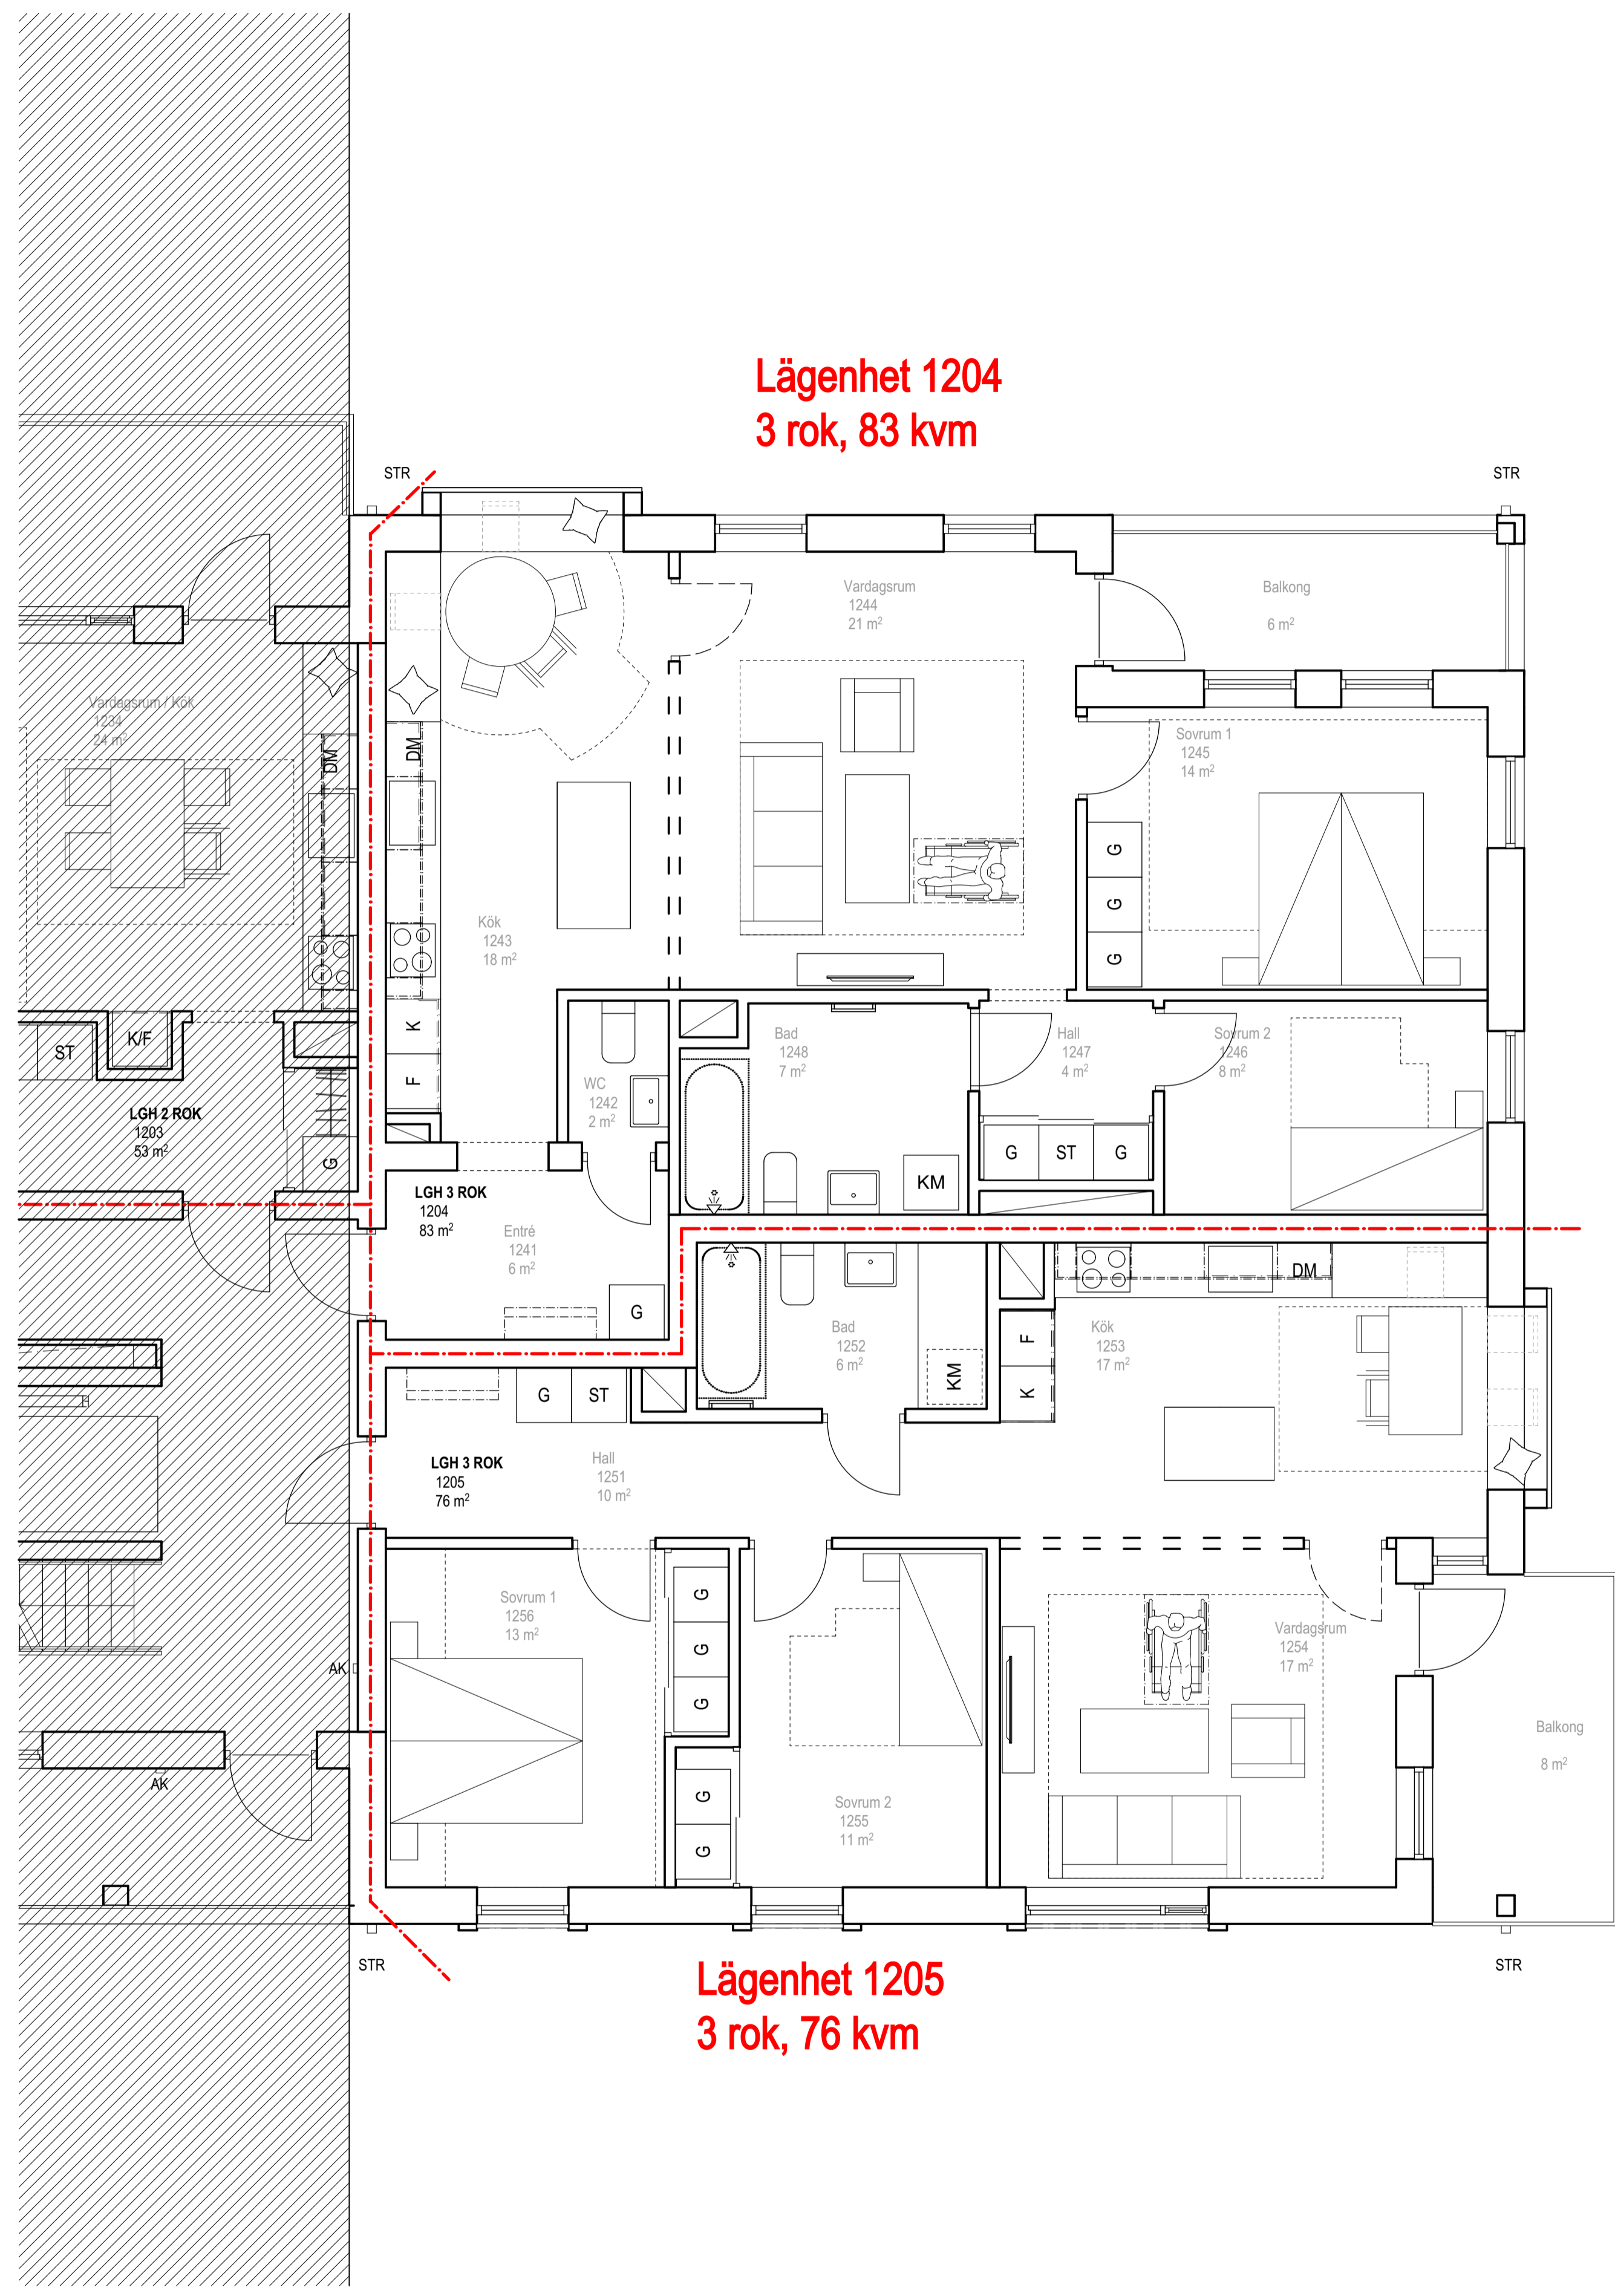 Lägenhet 1204
3 rok, 83 kvm
STR
STR
Vardagsrum
1244
21 m²
Balkong
6 m²
Vardagsrum / Kök
1234
24 m²
DM
DM
Sovrum 1
1245
14 m²
G
G
G
Kök
1243
18 m²
K
F
ST
K/F
WC
1242
2 m²
Bad
1248
7 m²
Hall
1247
4 m²
Sovrum 2
1246
8 m²
LGH 2 ROK
1203
53 m²
G
G
ST
G
KM
LGH 3 ROK
1204
83 m²
Entré
1241
6 m²
G
DM
Bad
1252
6 m²
KM
F
K
Kök
1253
17 m²
G
ST
LGH 3 ROK
1205
76 m²
Hall
1251
10 m²
Sovrum 1
1256
13 m²
G
G
G
AK
Vardagsrum
1254
17 m²
Balkong
8 m²
AK
G
G
Sovrum 2
1255
11 m²
STR
STR
Lägenhet 1205
3 rok, 76 kvm